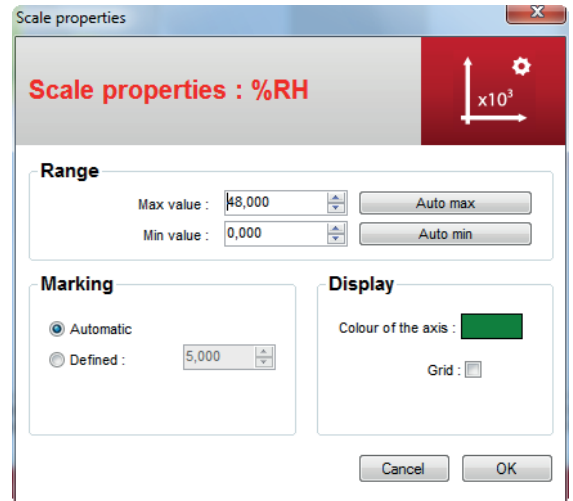 Scale properties
x
Scale properties : %RH
x10³
Range
Max value : 48,000 Auto max
Min value : 0,000 Auto min
Marking
Automatic
Defined : 5,000
Display
Colour of the axis :
Grid :
Cancel OK